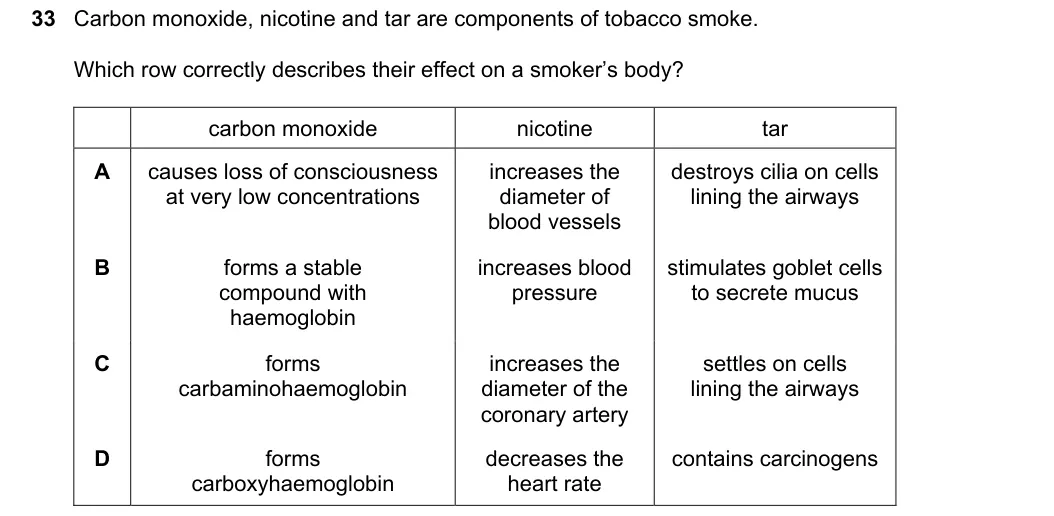 33 Carbon monoxide, nicotine and tar are components of tobacco smoke.
Which row correctly describes their effect on a smoker's body?
carbon monoxide nicotine tar
A causes loss of consciousness increases the destroys cilia on cells
at very low concentrations diameter of lining the airways
blood vessels
B forms a stable increases blood stimulates goblet cells
compound with pressure to secrete mucus
haemoglobin
C forms increases the settles on cells
carbaminohaemoglobin diameter of the lining the airways
coronary artery
D forms decreases the contains carcinogens
carboxyhaemoglobin heart rate